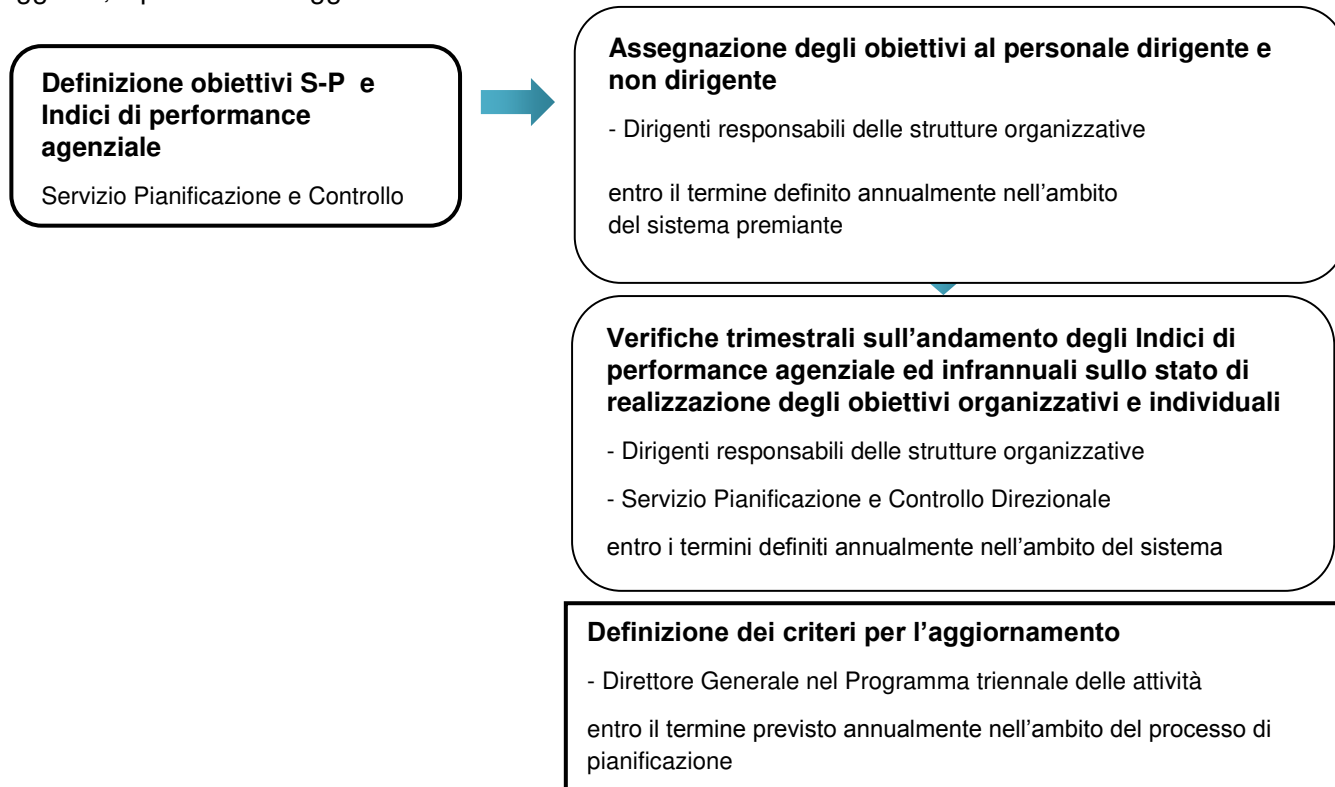 Definizione obiettivi S-P e
Indici di performance
agenziale
Servizio Pianificazione e Controllo
Assegnazione degli obiettivi al personale dirigente e
non dirigente
- Dirigenti responsabili delle strutture organizzative
entro il termine definito annualmente nell’ambito
del sistema premiante
Verifiche trimestrali sull’andamento degli Indici di
performance agenziale ed infrannuali sullo stato di
realizzazione degli obiettivi organizzativi e individuali
- Dirigenti responsabili delle strutture organizzative
- Servizio Pianificazione e Controllo Direzionale
entro i termini definiti annualmente nell’ambito del sistema
Definizione dei criteri per l’aggiornamento
- Direttore Generale nel Programma triennale delle attività
entro il termine previsto annualmente nell’ambito del processo di
pianificazione